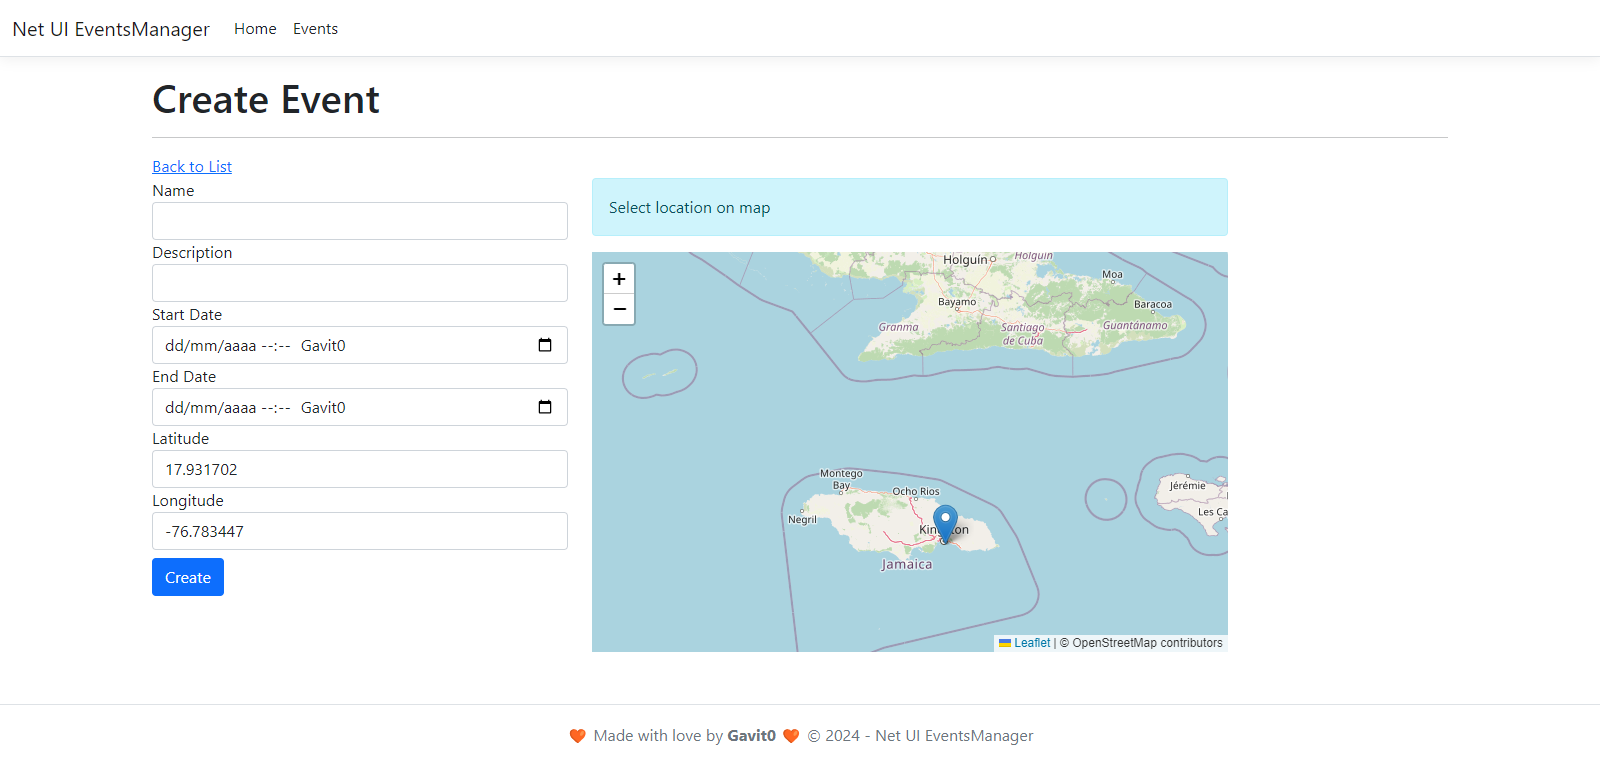 Net UI EventsManager Home Events
Create Event
Back to List
Name
Description
Start Date
dd/mm/aaaa --:-- Gavit0
End Date
dd/mm/aaaa --:-- Gavit0
Latitude
17.931702
Longitude
-76.783447
Create
Select location on map
+
−
Holguín
Holguín
Moa
Bayamo
Baracoa
Granma
Santiago
de Cuba
Guantánamo
Montego
Bay
Ocho Rios
Negril
Jamaica
Jérémie
Les Ca
Leaflet | © OpenStreetMap contributors
Made with love by Gavit0 © 2024 - Net UI EventsManager